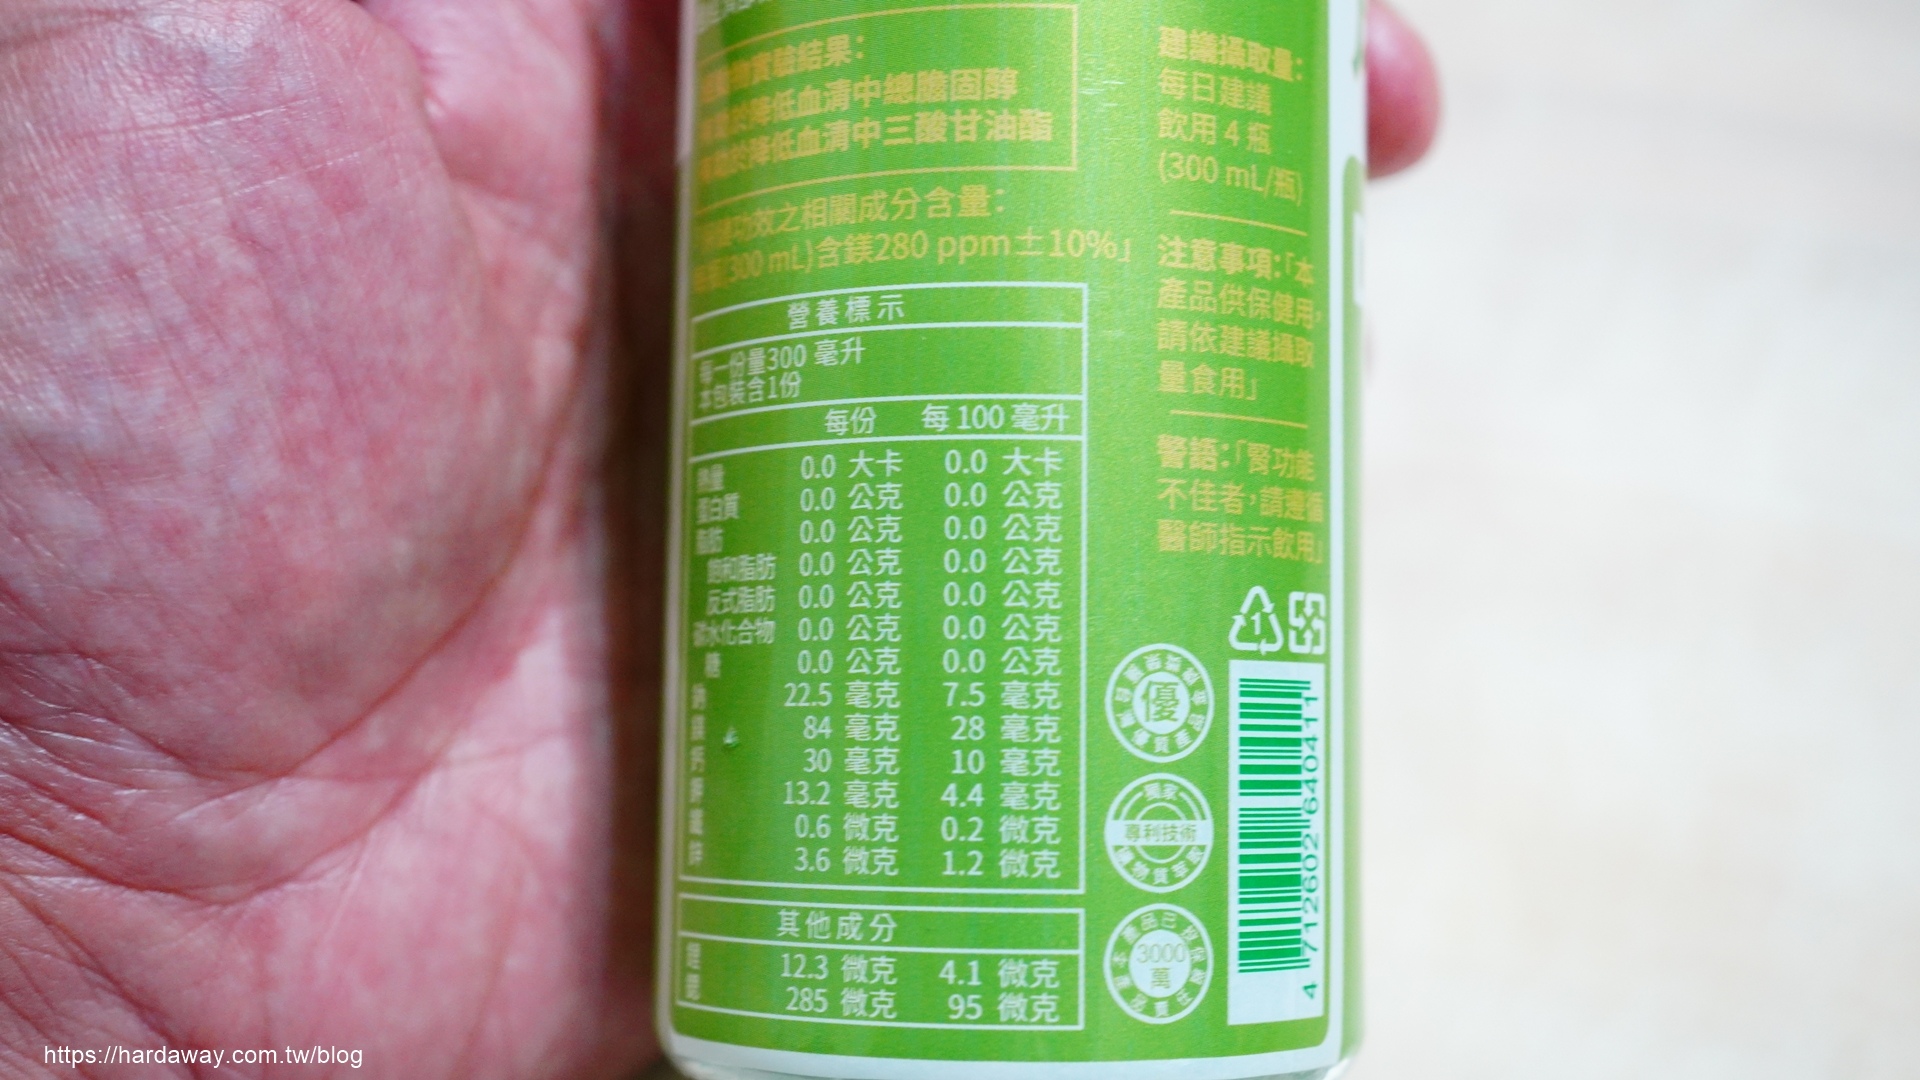 實驗結果：
於降低血清中總膽固醇
於降低血清中三酸甘油酯
功效之相關成分含量：
(300 mL)含鎂280 ppm±10%」
營養標示
每一份量300 毫升
本包裝含1份
每份 每 100 毫升
熱量 0.0 大卡 0.0 大卡
蛋白質 0.0 公克 0.0 公克
脂肪 0.0 公克 0.0 公克
飽和脂肪 0.0 公克 0.0 公克
反式脂肪 0.0 公克 0.0 公克
碳水化合物 0.0 公克 0.0 公克
糖 0.0 公克 0.0 公克
鈉 22.5 毫克 7.5 毫克
鎂 84 毫克 28 毫克
鈣 30 毫克 10 毫克
鉀 13.2 毫克 4.4 毫克
0.6 微克 0.2 微克
3.6 微克 1.2 微克
其他成分
12.3 微克 4.1 微克
285 微克 95 微克
建議攝取量：
每日建議
飲用 4 瓶
(300 mL/瓶)
注意事項：「本
產品供保健用，
請依建議攝取
量食用」
警語：「腎功能
不佳者，請遵循
醫師指示飲用」
1
優
獨家
專利技術
3000
萬
4 712602 640411
https://hardaway.com.tw/blog